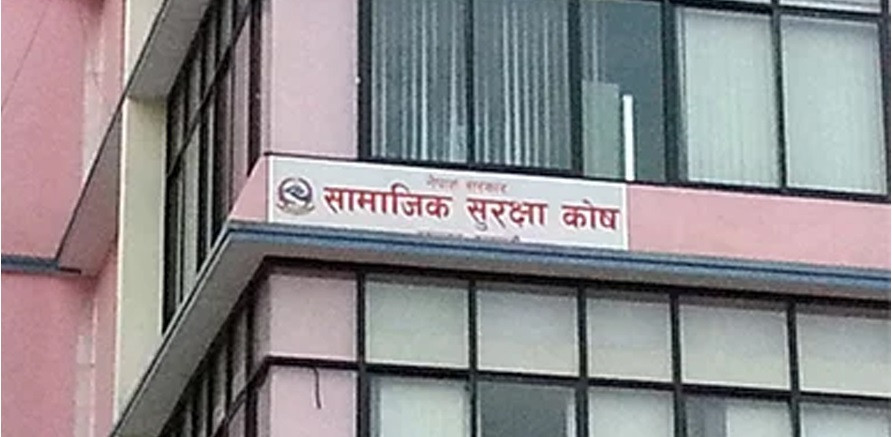 नेपाल सरकार
सामाजिक सुरक्षा कोष